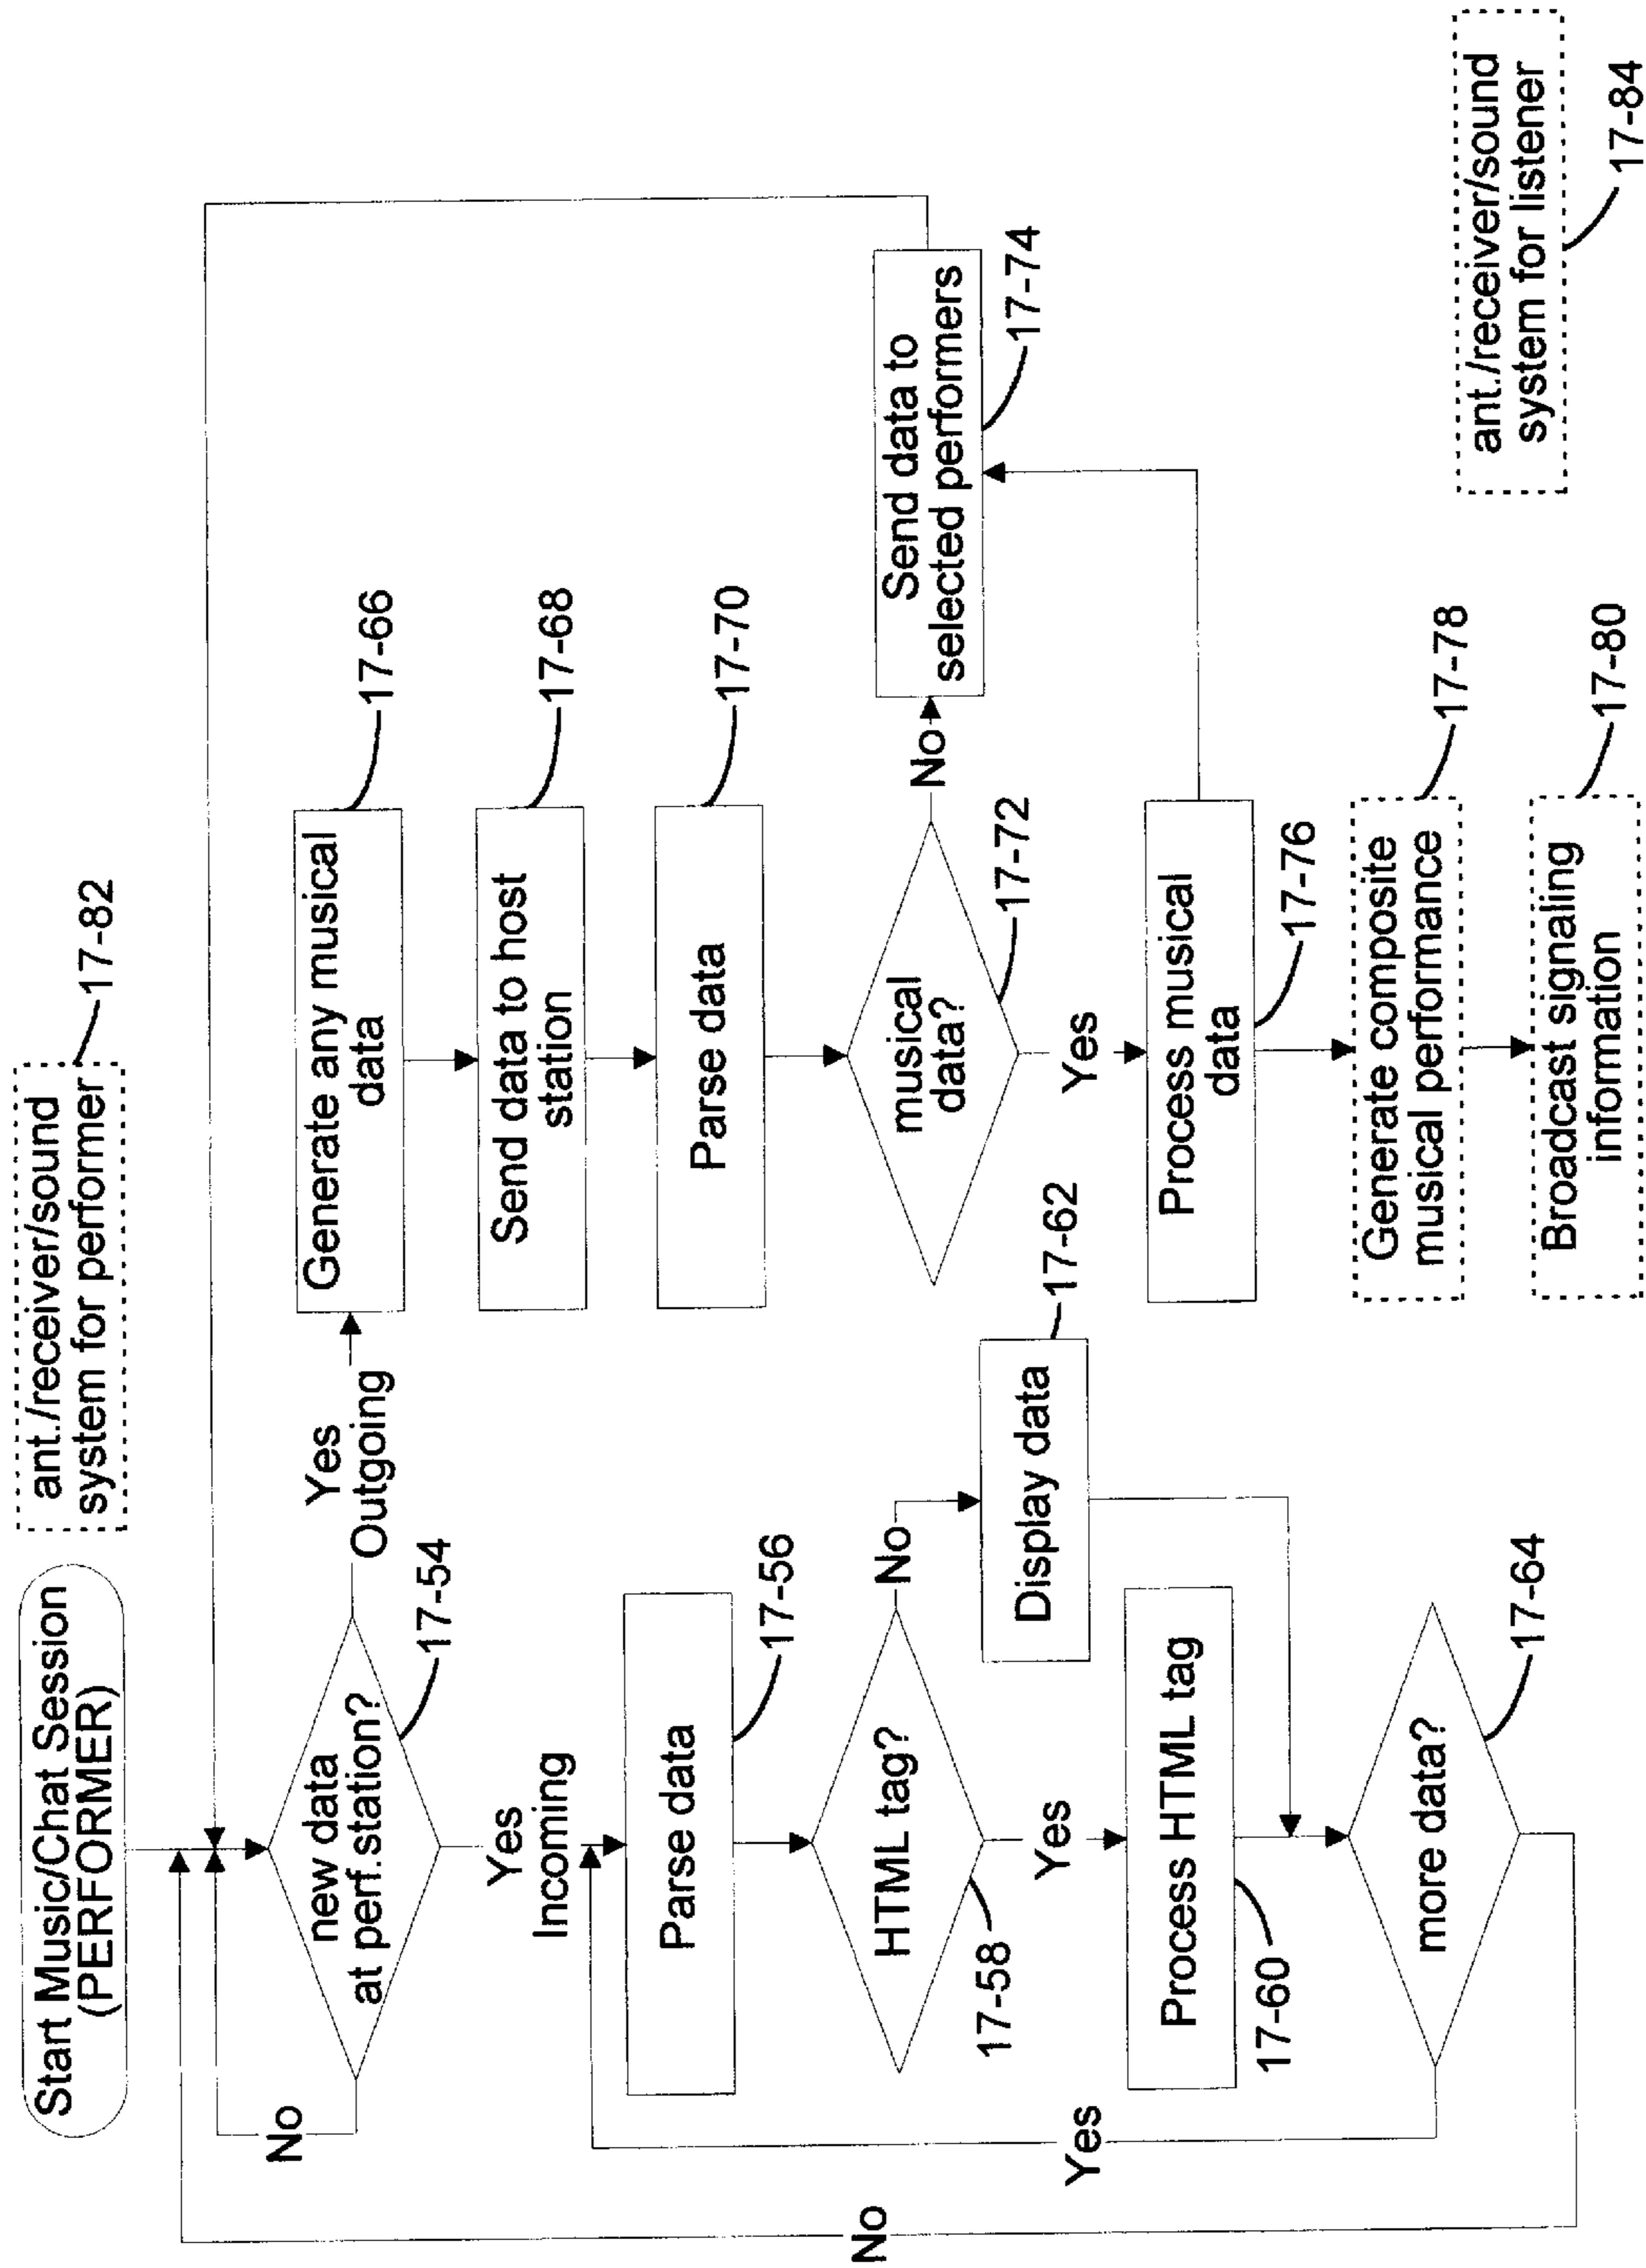 Start Music/Chat Session
(PERFORMER)
ant./receiver/sound
system for performer
17-82
No
new data
at perf.station?
17-54
Yes
Outgoing
Generate any musical
data
17-66
Send data to host
station
17-68
Yes
Incoming
Parse data
17-56
Parse data
17-70
HTML tag?
17-58
No
Display data
17-62
musical
data?
17-72
No
Send data to
selected performers
17-74
Yes
Yes
Yes
Process HTML tag
17-60
Process musical
data
17-76
more data?
17-64
No
Generate composite
musical performance
17-78
Broadcast signaling
information
17-80
ant./receiver/sound
system for listener
17-84